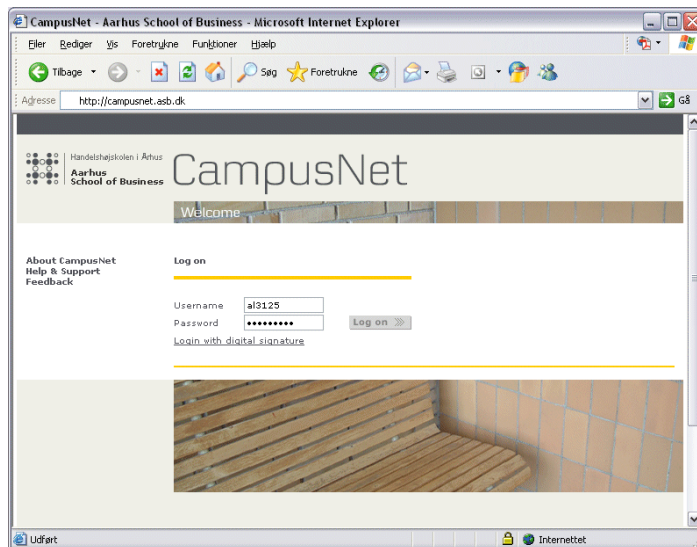 CampusNet - Aarhus School of Business - Microsoft Internet Explorer
Filer Rediger Vis Foretrukne Funktioner Hjælp
Tilbage Søg Foretrukne
Adresse http://campusnet.asb.dk Gå
Handelshøjskolen i Århus
Aarhus
School of Business
CampusNet
Welcome
About CampusNet
Help & Support
Feedback
Log on
Username al3125
Password •••••••••
Log on
Login with digital signature
Udført Internettet